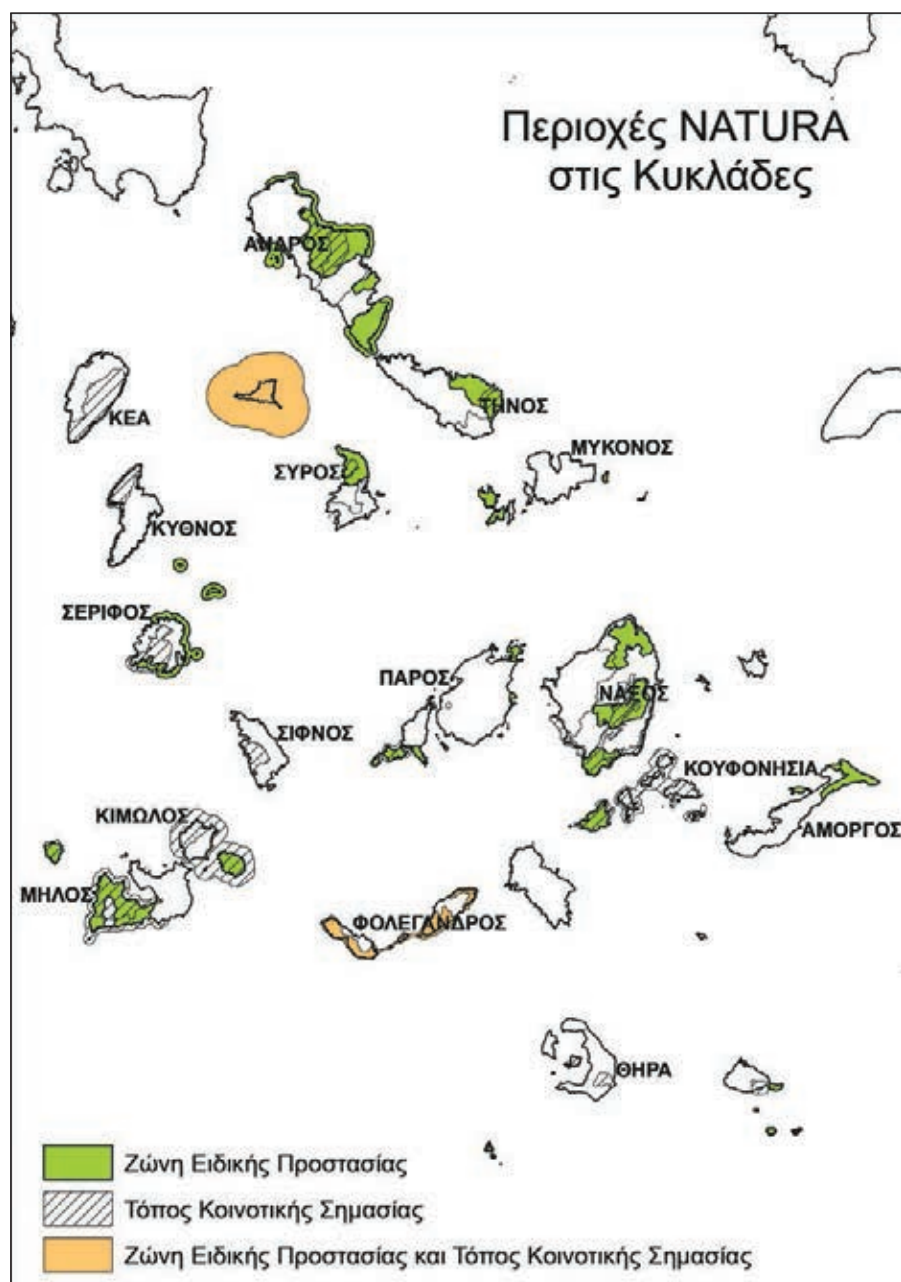 Περιοχές NATURA
στις Κυκλάδες
ΑΝΔΡΟΣ
ΤΗΝΟΣ
ΚΕΑ
ΜΥΚΟΝΟΣ
ΣΥΡΟΣ
ΚΥΘΝΟΣ
ΣΕΡΙΦΟΣ
ΠΑΡΟΣ
ΝΑΞΟΣ
ΣΙΦΝΟΣ
ΚΟΥΦΟΝΗΣΙΑ
ΚΙΜΩΛΟΣ
ΑΜΟΡΓΟΣ
ΜΗΛΟΣ
ΦΟΛΕΓΑΝΔΡΟΣ
ΘΗΡΑ
Ζώνη Ειδικής Προστασίας
Τόπος Κοινοτικής Σημασίας
Ζώνη Ειδικής Προστασίας και Τόπος Κοινοτικής Σημασίας